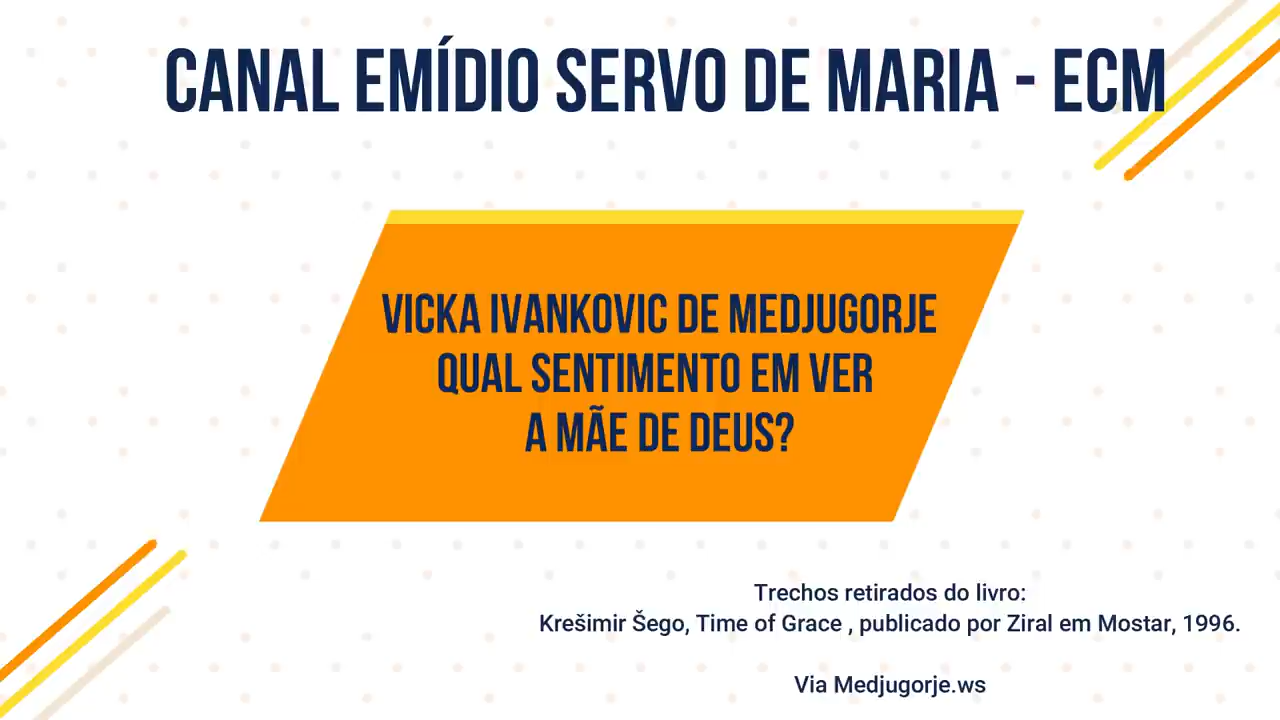 CANAL EMÍDIO SERVO DE MARIA - ECM
VICKA IVANKOVIC DE MEDJUGORJE
QUAL SENTIMENTO EM VER
A MÃE DE DEUS?
Trechos retirados do livro:
Krešimir Šego, Time of Grace , publicado por Ziral em Mostar, 1996.
Via Medjugorje.ws